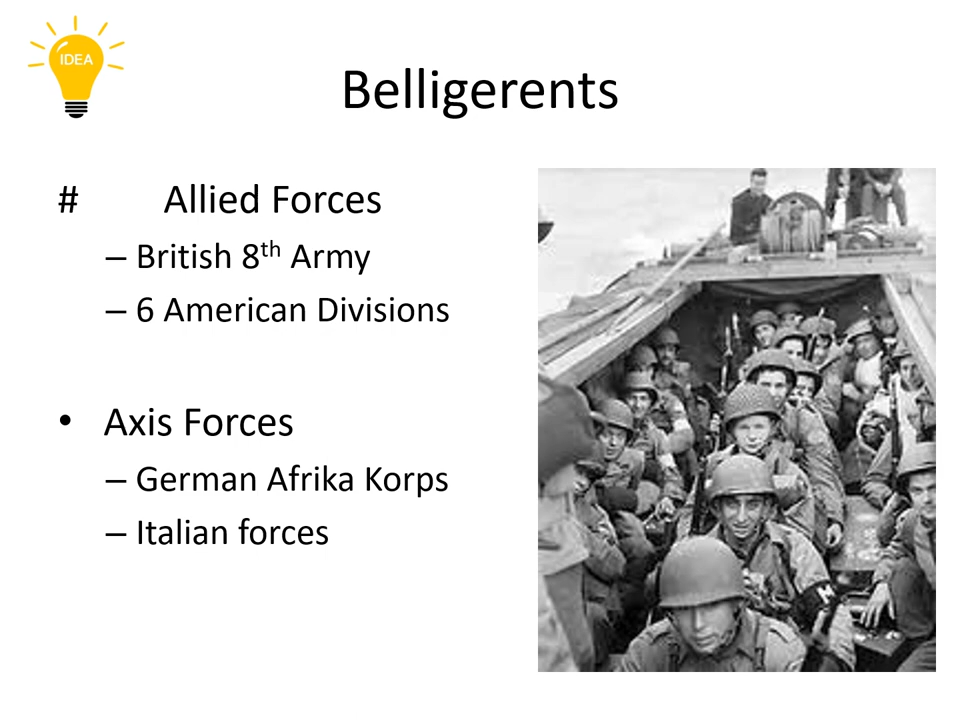 IDEA
Belligerents
# Allied Forces
– British 8th Army
– 6 American Divisions
• Axis Forces
– German Afrika Korps
– Italian forces